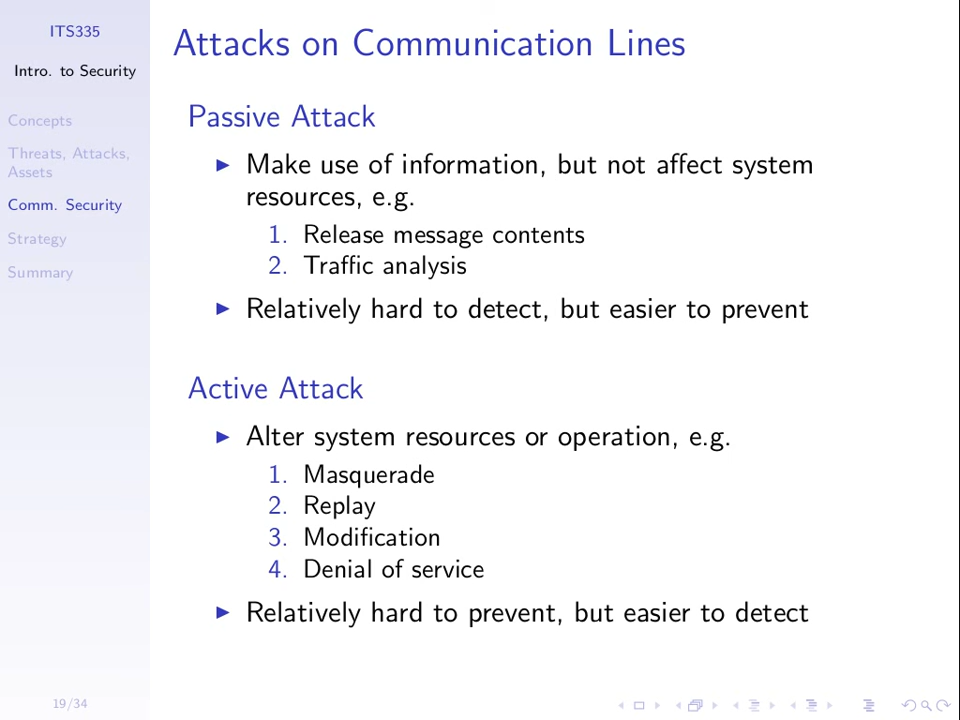 ITS335
Intro. to Security
Concepts
Threats, Attacks,
Assets
Comm. Security
Strategy
Summary
19/34
Attacks on Communication Lines
Passive Attack
Make use of information, but not affect system
resources, e.g.
1. Release message contents
2. Traffic analysis
Relatively hard to detect, but easier to prevent
Active Attack
Alter system resources or operation, e.g.
1. Masquerade
2. Replay
3. Modification
4. Denial of service
Relatively hard to prevent, but easier to detect